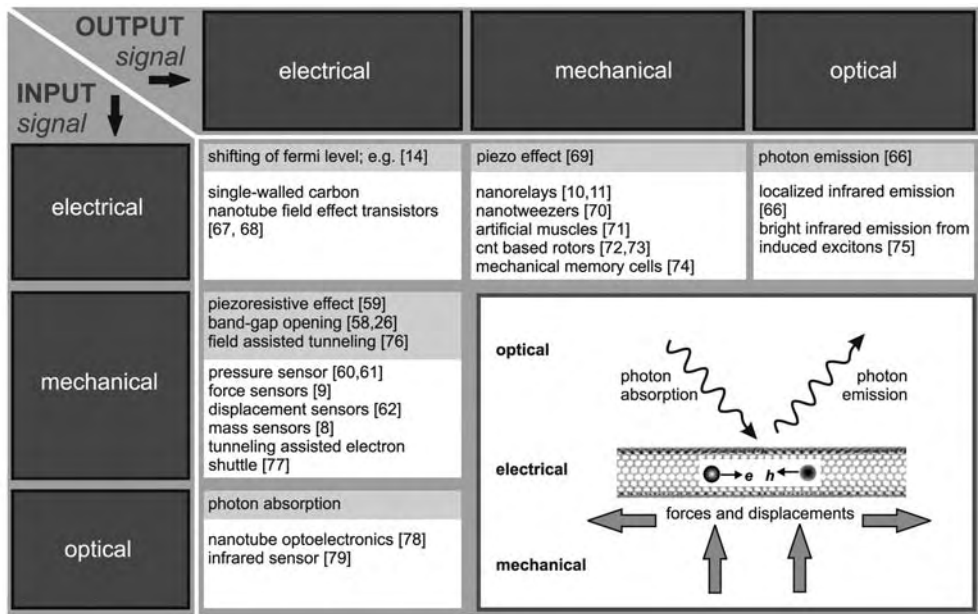 OUTPUT
signal
INPUT
signal
electrical
mechanical
optical
electrical
shifting of fermi level; e.g. [14]
single-walled carbon
nanotube field effect transistors
[67, 68]
piezo effect [69]
nanorelays [10,11]
nanotweezers [70]
artificial muscles [71]
cnt based rotors [72,73]
mechanical memory cells [74]
photon emission [66]
localized infrared emission
[66]
bright infrared emission from
induced excitons [75]
mechanical
piezoresistive effect [59]
band-gap opening [58,26]
field assisted tunneling [76]
pressure sensor [60,61]
force sensors [9]
displacement sensors [62]
mass sensors [8]
tunneling assisted electron
shuttle [77]
optical
photon absorption
nanotube optoelectronics [78]
infrared sensor [79]
optical
photon
absorption
photon
emission
electrical
e h
forces and displacements
mechanical